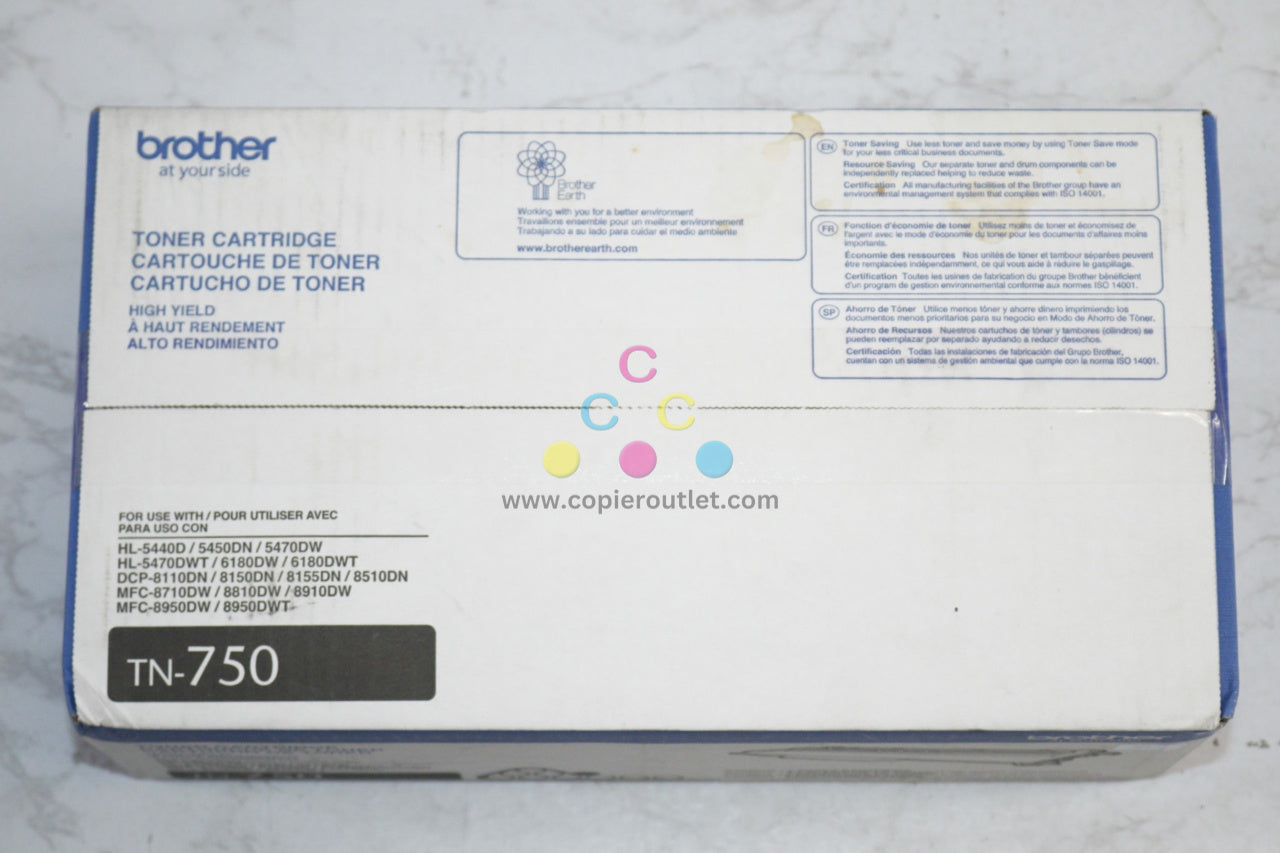 brother
at your side
TONER CARTRIDGE
CARTOUCHE DE TONER
CARTUCHO DE TONER
HIGH YIELD
À HAUT RENDEMENT
ALTO RENDIMIENTO
Brother
Earth
Working with you for a better environment
Travaillons ensemble pour un meilleur environnement
Trabajando a su lado para cuidar el medio ambiente
www.brotherearth.com
EN Toner Saving Use less toner and save money by using Toner Save mode
for your less critical business documents.
Resource Saving Our separate toner and drum components can be
independently replaced helping to reduce waste.
Certification All manufacturing facilities of the Brother group have an
environmental management system that complies with ISO 14001.
FR Fonction d'économie de toner Utilisez moins de toner et économisez de
l'argent avec le mode d'économie du toner pour les documents d'affaires moins
importants.
Économie des ressources Nos unités de toner et tambour séparées peuvent
être remplacées indépendamment, ce qui vous aide à réduire le gaspillage.
Certification Toutes les usines de fabrication du groupe Brother bénéficient
d'un program de gestion environnemental conforme aux normes ISO 14001.
SP Ahorro de Tóner Utilice menos tóner y ahorre dinero imprimiendo los
documentos menos prioritarios para su negocio en Modo de Ahorro de Tóner.
Ahorro de Recursos Nuestros cartuchos de tóner y tambores (cilindros) se
pueden reemplazar por separado ayudando a reducir desechos.
Certificación Todas las instalaciones de fabricación del Grupo Brother,
cuentan con un sistema de gestión ambiental que cumple con la norma ISO 14001.
C
C C
www.copieroutlet.com
FOR USE WITH / POUR UTILISER AVEC
PARA USO CON
HL-5440D / 5450DN / 5470DW
HL-5470DWT / 6180DW / 6180DWT
DCP-8110DN / 8150DN / 8155DN / 8510DN
MFC-8710DW / 8810DW / 8910DW
MFC-8950DW / 8950DWT
TN-750
brother